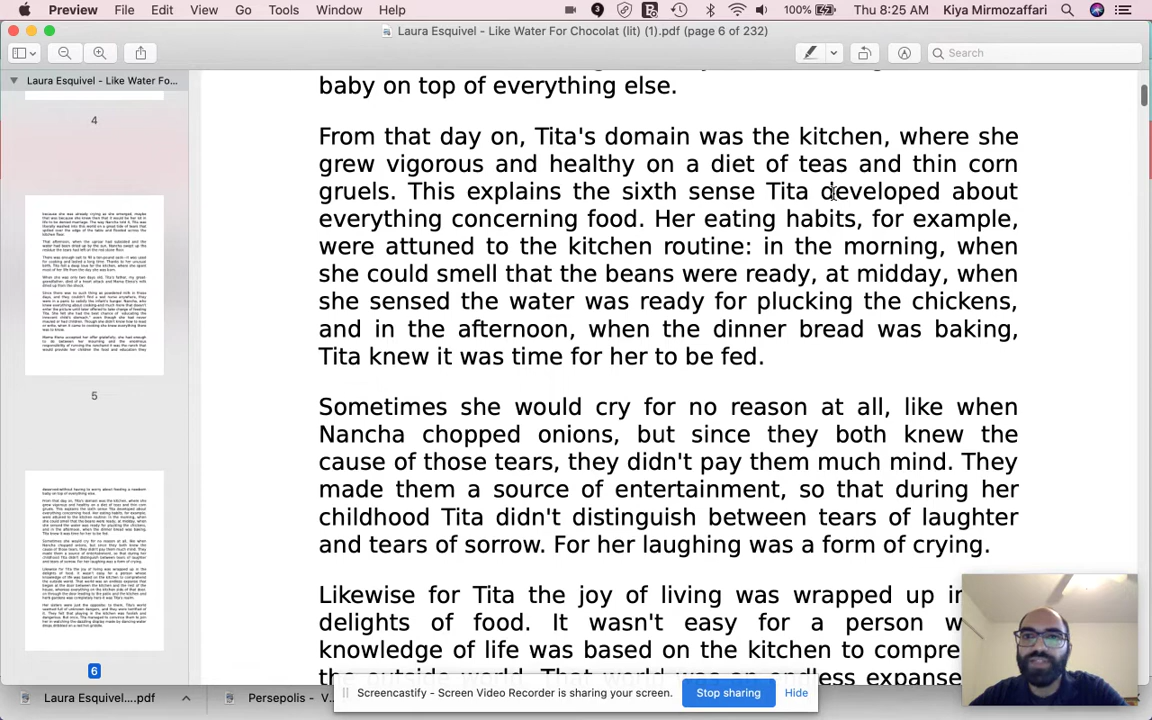 Preview File Edit View Go Tools Window Help 3 100% Thu 8:25 AM Kiya Mirmozaffari
Laura Esquivel - Like Water For Chocolat (lit) (1).pdf (page 6 of 232)
Search
Laura Esquivel - Like Water Fo...
4
5
6
baby on top of everything else.
From that day on, Tita's domain was the kitchen, where she
grew vigorous and healthy on a diet of teas and thin corn
gruels. This explains the sixth sense Tita developed about
everything concerning food. Her eating habits, for example,
were attuned to the kitchen routine: in the morning, when
she could smell that the beans were ready, at midday, when
she sensed the water was ready for plucking the chickens,
and in the afternoon, when the dinner bread was baking,
Tita knew it was time for her to be fed.
Sometimes she would cry for no reason at all, like when
Nancha chopped onions, but since they both knew the
cause of those tears, they didn't pay them much mind. They
made them a source of entertainment, so that during her
childhood Tita didn't distinguish between tears of laughter
and tears of sorrow. For her laughing was a form of crying.
Likewise for Tita the joy of living was wrapped up in
delights of food. It wasn't easy for a person w
knowledge of life was based on the kitchen to compre
the outside world. That world was an endless expanse
Laura Esquivel....pdf
Persepolis - V
Screencastify - Screen Video Recorder is sharing your screen. Stop sharing Hide